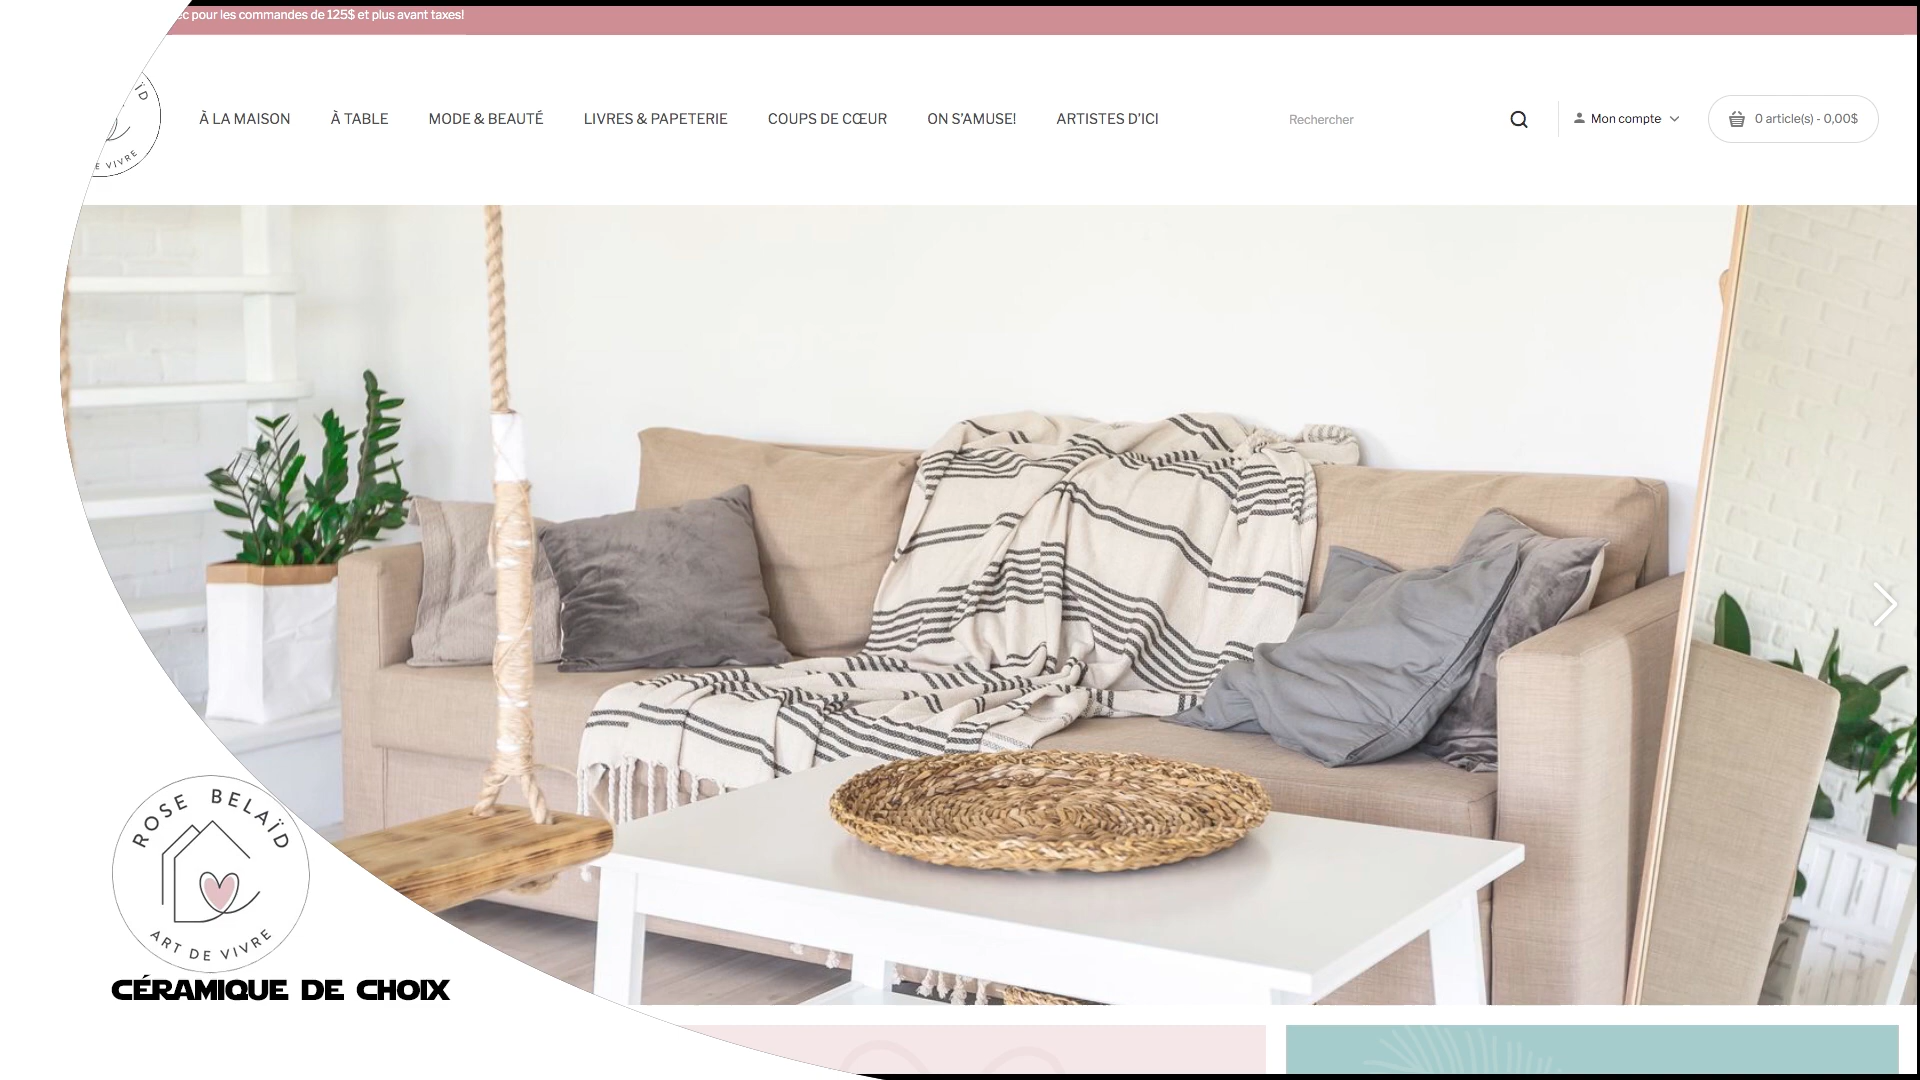 pour les commandes de 125$ et plus avant taxes!
À LA MAISON
À TABLE
MODE & BEAUTÉ
LIVRES & PAPETERIE
COUPS DE CŒUR
ON S'AMUSE!
ARTISTES D'ICI
Rechercher
Mon compte
0 article(s) - 0,00$
VIVRE
ROSE BELAÏD
ART DE VIVRE
CÉRAMIQUE DE CHOIX